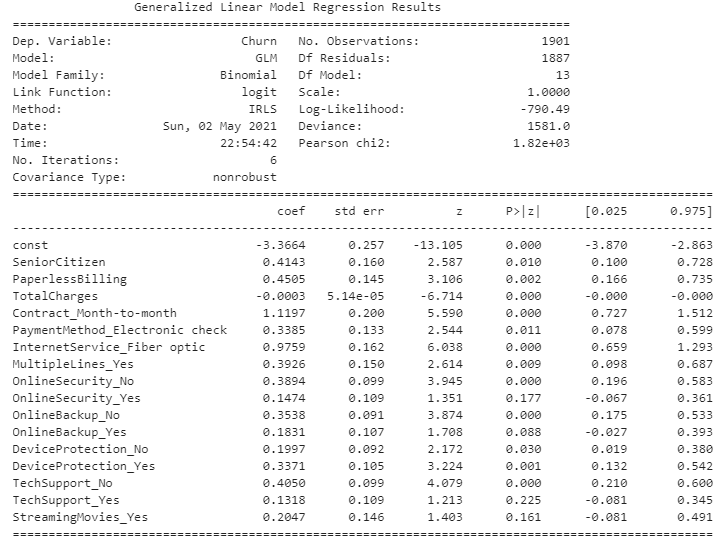 Generalized Linear Model Regression Results
==============================================================================
Dep. Variable: Churn No. Observations: 1901
Model: GLM Df Residuals: 1887
Model Family: Binomial Df Model: 13
Link Function: logit Scale: 1.0000
Method: IRLS Log-Likelihood: -790.49
Date: Sun, 02 May 2021 Deviance: 1581.0
Time: 22:54:42 Pearson chi2: 1.82e+03
No. Iterations: 6
Covariance Type: nonrobust
==================================================================================================
coef std err z P>|z| [0.025 0.975]
--------------------------------------------------------------------------------------------------
const -3.3664 0.257 -13.105 0.000 -3.870 -2.863
SeniorCitizen 0.4143 0.160 2.587 0.010 0.100 0.728
PaperlessBilling 0.4505 0.145 3.106 0.002 0.166 0.735
TotalCharges -0.0003 5.14e-05 -6.714 0.000 -0.000 -0.000
Contract_Month-to-month 1.1197 0.200 5.590 0.000 0.727 1.512
PaymentMethod_Electronic check 0.3385 0.133 2.544 0.011 0.078 0.599
InternetService_Fiber optic 0.9759 0.162 6.038 0.000 0.659 1.293
MultipleLines_Yes 0.3926 0.150 2.614 0.009 0.098 0.687
OnlineSecurity_No 0.3894 0.099 3.945 0.000 0.196 0.583
OnlineSecurity_Yes 0.1474 0.109 1.351 0.177 -0.067 0.361
OnlineBackup_No 0.3538 0.091 3.874 0.000 0.175 0.533
OnlineBackup_Yes 0.1831 0.107 1.708 0.088 -0.027 0.393
DeviceProtection_No 0.1997 0.092 2.172 0.030 0.019 0.380
DeviceProtection_Yes 0.3371 0.105 3.224 0.001 0.132 0.542
TechSupport_No 0.4050 0.099 4.079 0.000 0.210 0.600
TechSupport_Yes 0.1318 0.109 1.213 0.225 -0.081 0.345
StreamingMovies_Yes 0.2047 0.146 1.403 0.161 -0.081 0.491
==================================================================================================